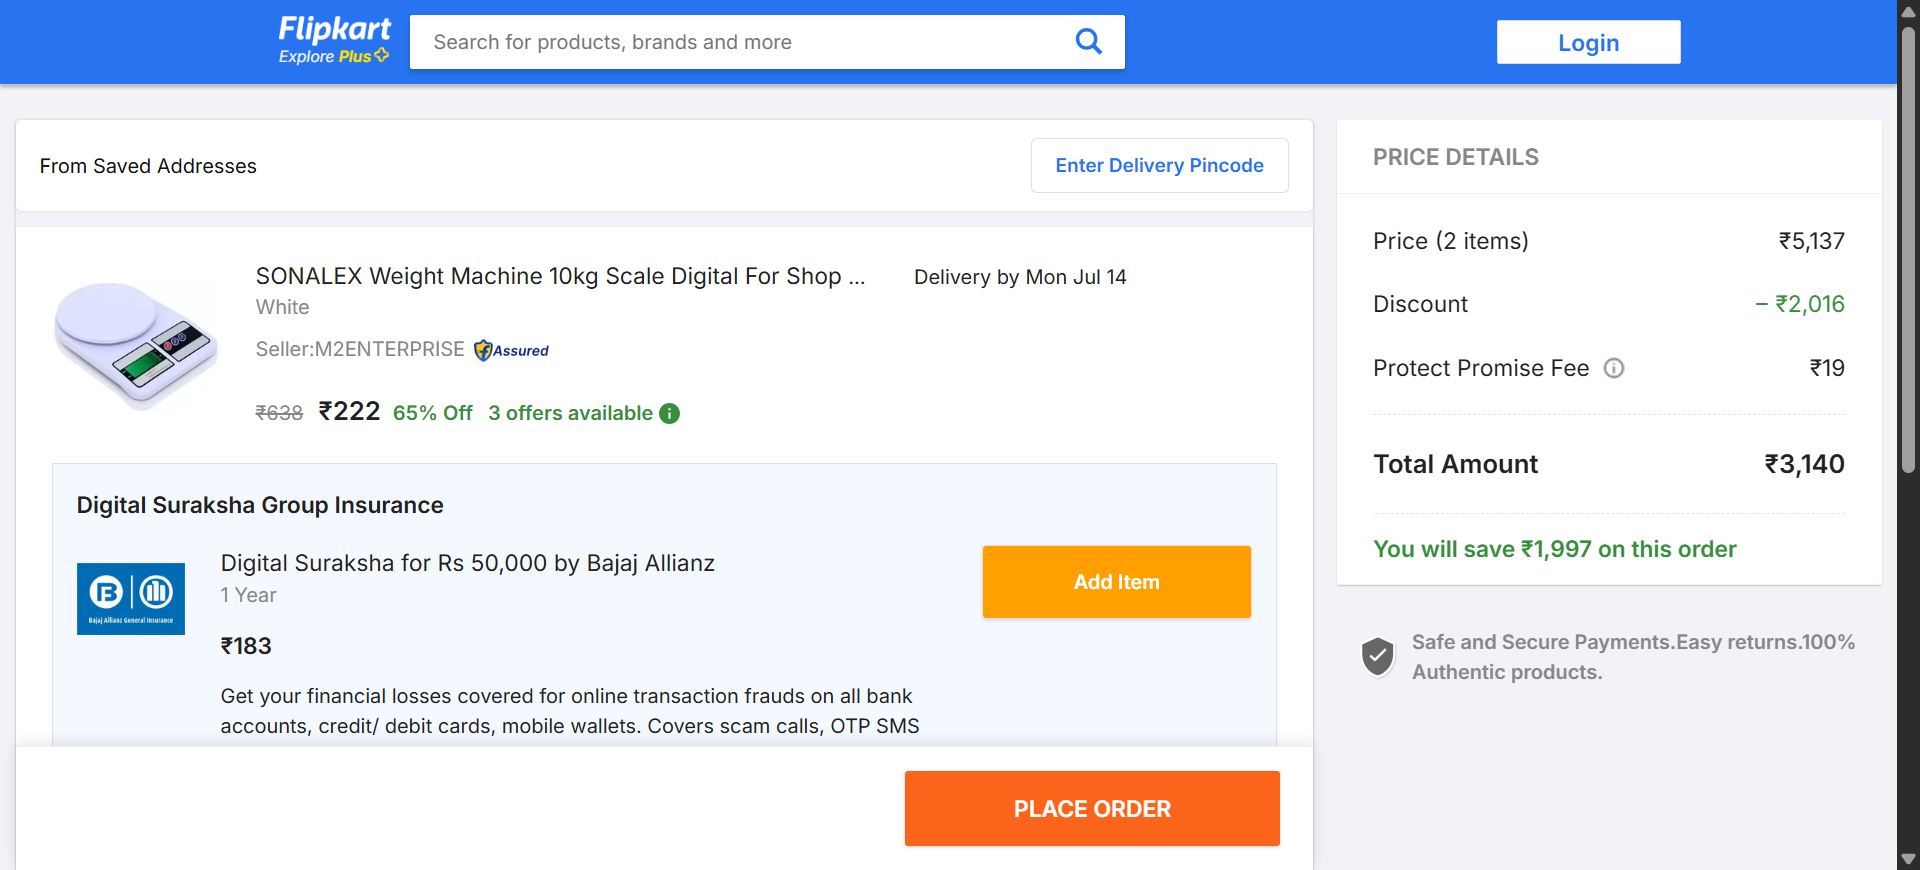 Flipkart
Explore Plus
Search for products, brands and more
Login
From Saved Addresses
Enter Delivery Pincode
SONALEX Weight Machine 10kg Scale Digital For Shop ...
Delivery by Mon Jul 14
White
Seller:M2ENTERPRISE
Assured
₹638 ₹222 65% Off 3 offers available
Digital Suraksha Group Insurance
Digital Suraksha for Rs 50,000 by Bajaj Allianz
1 Year
Add Item
Bajaj Allianz General Insurance
₹183
Get your financial losses covered for online transaction frauds on all bank
accounts, credit/ debit cards, mobile wallets. Covers scam calls, OTP SMS
PLACE ORDER
PRICE DETAILS
Price (2 items) ₹5,137
Discount − ₹2,016
Protect Promise Fee ₹19
Total Amount ₹3,140
You will save ₹1,997 on this order
Safe and Secure Payments.Easy returns.100%
Authentic products.